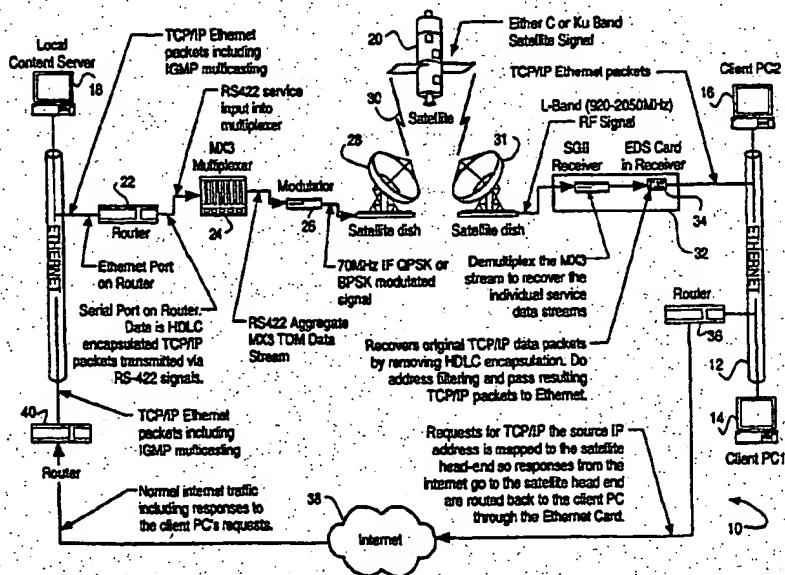 Local
Content Server
18
TCP/IP Ethernet
packets including
IGMP multicasting
RS422 service
input into
multiplexer
MX3
Multiplexer
24
22
Router
Ethernet Port
on Router
Serial Port on Router.
Data is HDLC
encapsulated TCP/IP
packets transmitted via
RS-422 signals.
ETHERNET
Modulator
26
70MHz IF QPSK or
BPSK modulated
signal
RS422 Aggregate
MX3 TDM Data
Stream
28
Satellite dish
20
30
Satellite
Either C or Ku Band
Satellite Signal
31
Satellite dish
L-Band (920-2050MHz)
RF Signal
TCP/IP Ethernet packets
SGII
Receiver
EDS Card
in Receiver
34
32
Demultiplex the MX3
stream to recover the
individual service
data streams
Recovers original TCP/IP data packets
by removing HDLC encapsulation. Do
address filtering and pass resulting
TCP/IP packets to Ethernet.
Client PC2
16
ETHERNET
Router
36
12
14
Client PC1
10
40
Router
TCP/IP Ethernet
packets including
IGMP multicasting
Normal internet traffic
including responses to
the client PC's requests.
38
Internet
Requests for TCP/IP the source IP
address is mapped to the satellite
head-end so responses from the
internet go to the satellite head end
are routed back to the client PC
through the Ethernet Card.